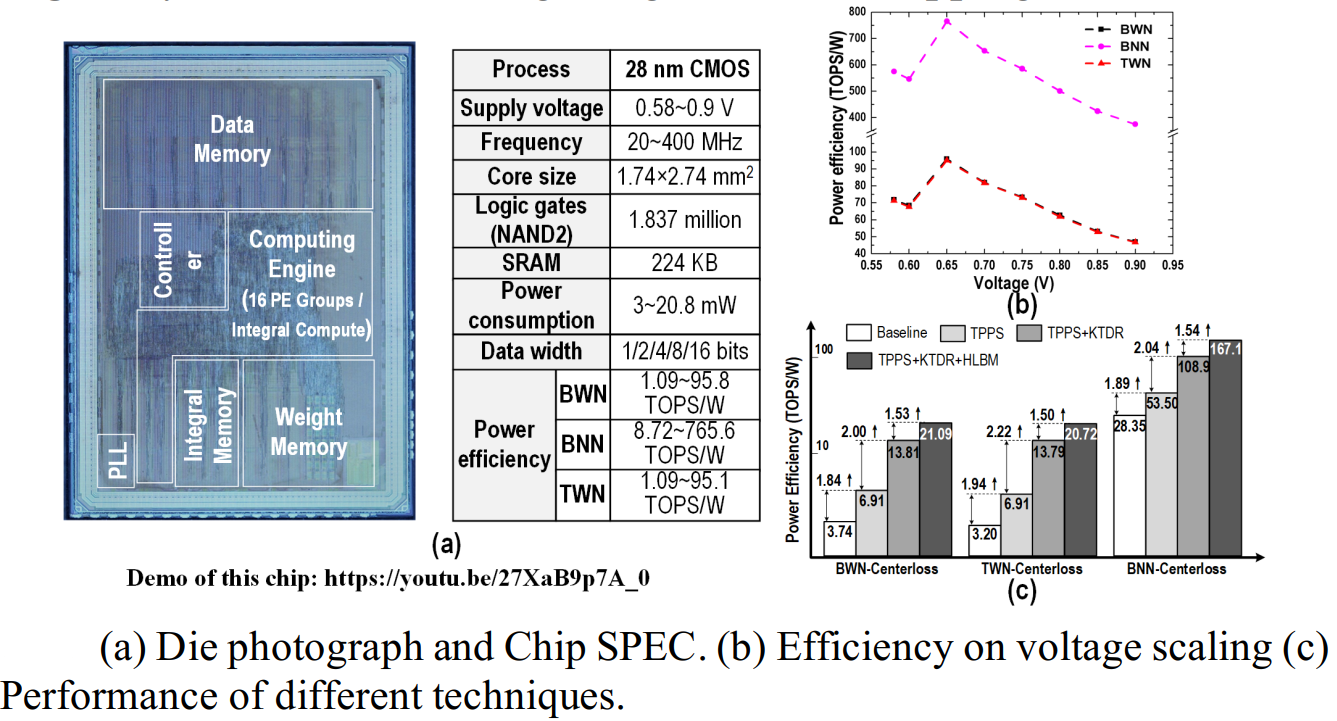 Data
Memory
Controll
er
Computing
Engine
(16 PE Groups /
Integral Compute)
Integral
Memory
Weight
Memory
PLL
Process 28 nm CMOS
Supply voltage 0.58~0.9 V
Frequency 20~400 MHz
Core size 1.74×2.74 mm²
Logic gates
(NAND2) 1.837 million
SRAM 224 KB
Power
consumption 3~20.8 mW
Data width 1/2/4/8/16 bits
Power
efficiency
BWN 1.09~95.8
TOPS/W
BNN 8.72~765.6
TOPS/W
TWN 1.09~95.1
TOPS/W
(a)
Demo of this chip: https://youtu.be/27XaB9p7A_0
Power efficiency (TOPS/W)
800
700
600
500
400
100
90
80
70
60
50
40
BWN
BNN
TWN
0.55 0.60 0.65 0.70 0.75 0.80 0.85 0.90 0.95
Voltage (V)
(b)
Power Efficiency (TOPS/W)
100
10
Baseline TPPS TPPS+KTDR
TPPS+KTDR+HLBM
1.84 ↑ 2.00 ↑ 1.53 ↑
3.74 6.91 13.81 21.09
1.94 ↑ 2.22 ↑ 1.50 ↑
3.20 6.91 13.79 20.72
1.89 ↑ 2.04 ↑ 1.54 ↑
28.35 53.50 108.9 167.1
BWN-Centerloss TWN-Centerloss BNN-Centerloss
(c)
(a) Die photograph and Chip SPEC. (b) Efficiency on voltage scaling (c)
Performance of different techniques.